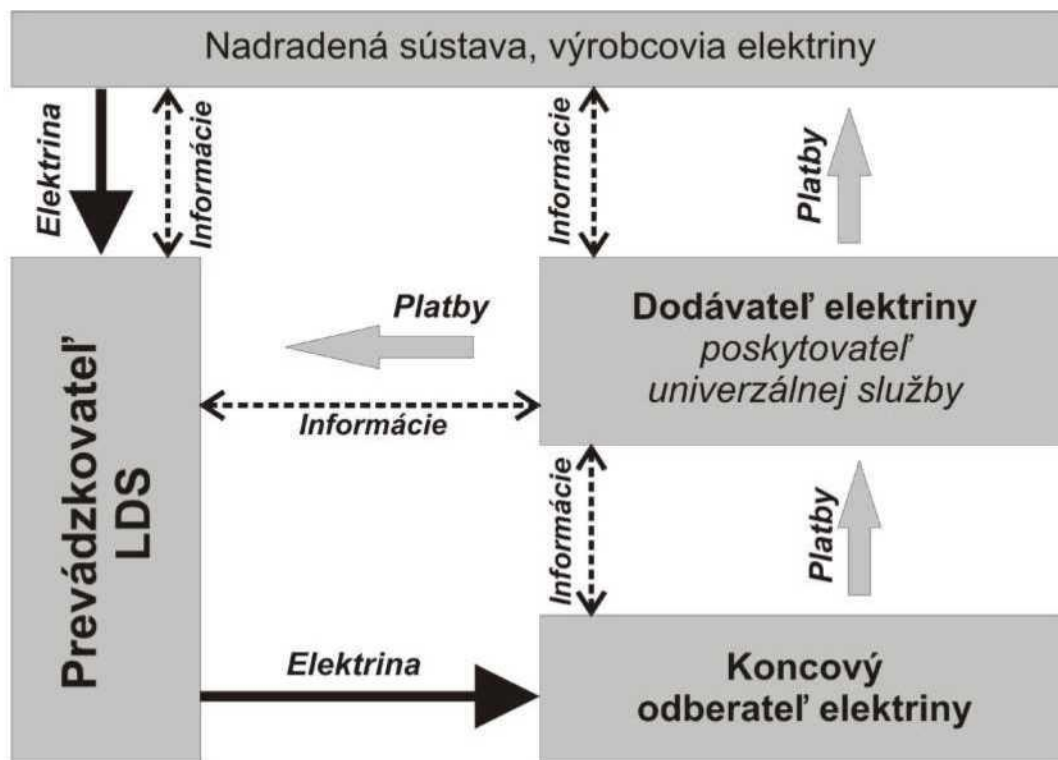 Nadradená sústava, výrobcovia elektriny
Elektrina
Informácie
Informácie
Platby
Platby
Dodávateľ elektriny
poskytovateľ
univerzálnej služby
Informácie
Prevádzkovateľ
LDS
Informácie
Platby
Elektrina
Koncový
odberateľ elektriny